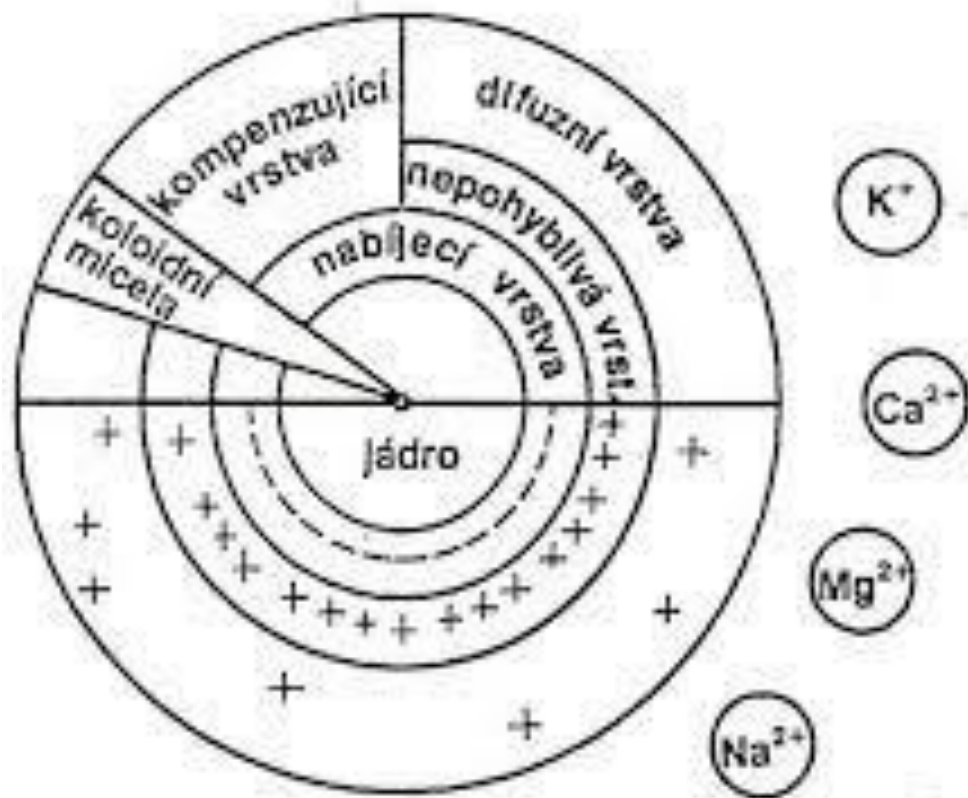 kompenzující
vrstva
difuzní vrstva
nepohyblivá vrst.
nabíjecí vrstva
koloidní
micela
jádro
K⁺
Ca²⁺
Mg²⁺
Na²⁺